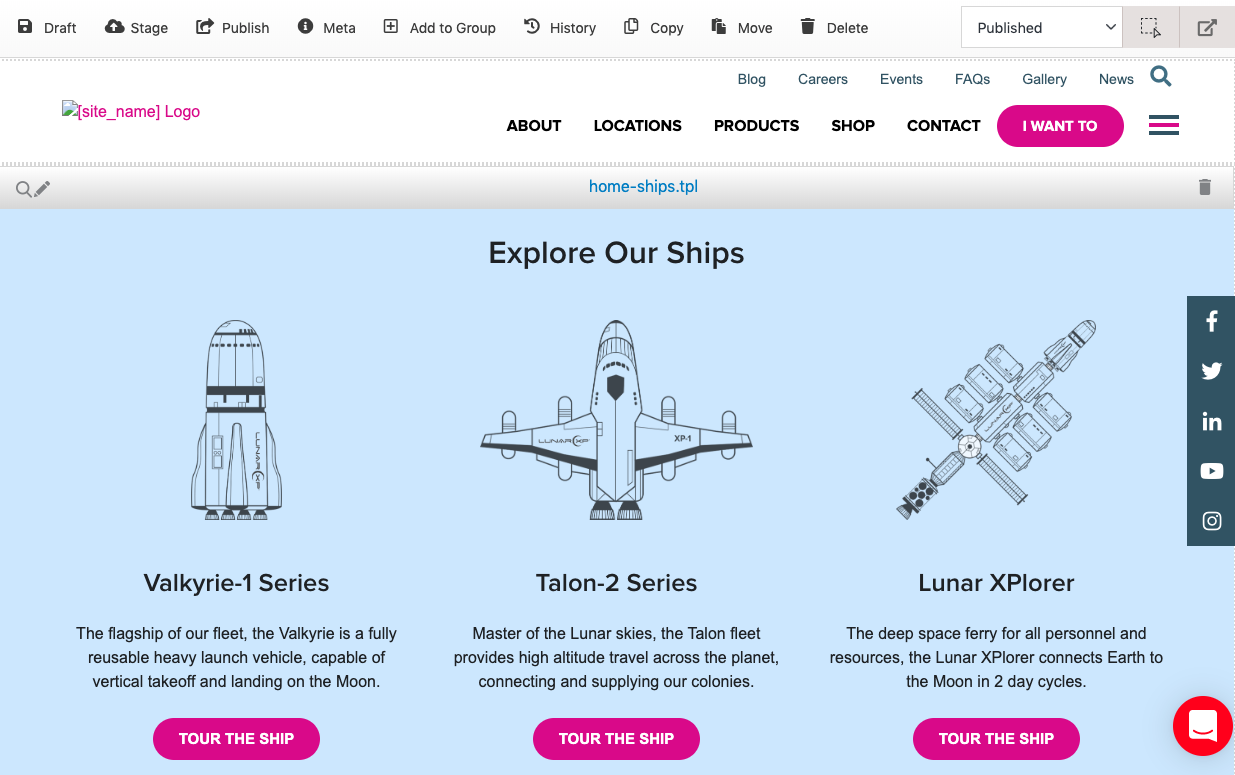 Draft Stage Publish Meta Add to Group History Copy Move Delete Published
Blog Careers Events FAQs Gallery News
[site_name] Logo
ABOUT LOCATIONS PRODUCTS SHOP CONTACT I WANT TO
home-ships.tpl
Explore Our Ships
LUNAR XP
LUNAR XP XP-1
LUNAR XP
Valkyrie-1 Series
The flagship of our fleet, the Valkyrie is a fully
reusable heavy launch vehicle, capable of
vertical takeoff and landing on the Moon.
TOUR THE SHIP
Talon-2 Series
Master of the Lunar skies, the Talon fleet
provides high altitude travel across the planet,
connecting and supplying our colonies.
TOUR THE SHIP
Lunar XPlorer
The deep space ferry for all personnel and
resources, the Lunar XPlorer connects Earth to
the Moon in 2 day cycles.
TOUR THE SHIP